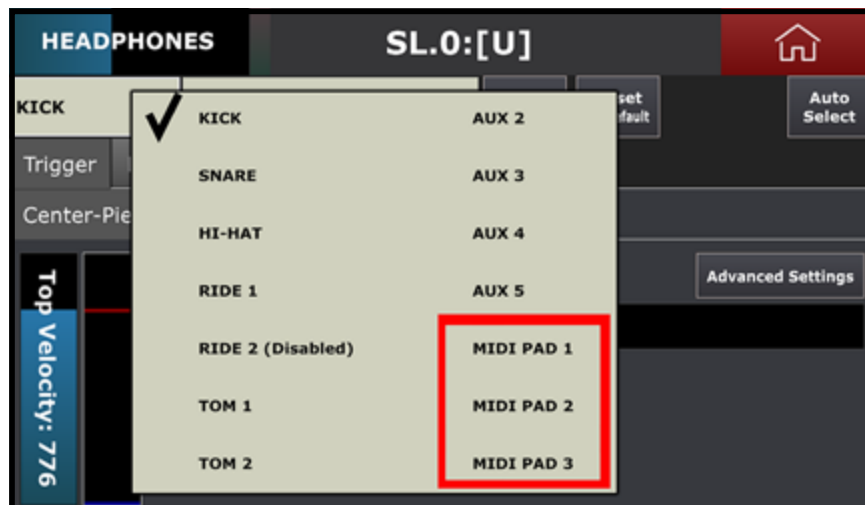 HEADPHONES
SL.0:[U]
KICK
set
fault
Auto
Select
Trigger
Center-Pie
Top Velocity: 776
Advanced Settings
KICK
SNARE
HI-HAT
RIDE 1
RIDE 2 (Disabled)
TOM 1
TOM 2
AUX 2
AUX 3
AUX 4
AUX 5
MIDI PAD 1
MIDI PAD 2
MIDI PAD 3